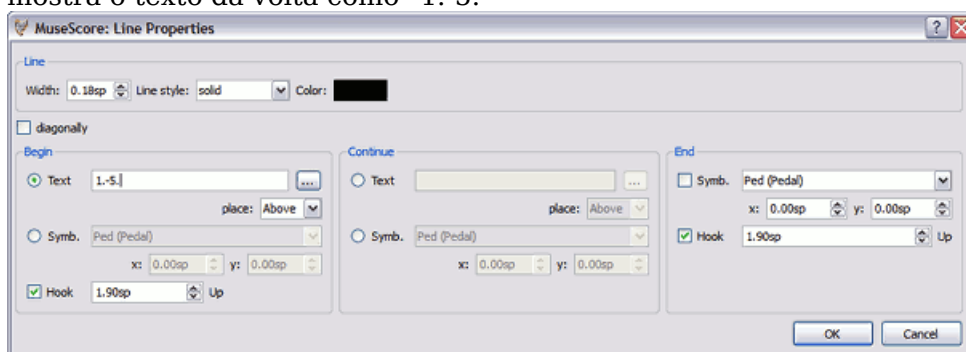 mostra o texto da volta como "1.-5."
MuseScore: Line Properties
Line
Width: 0.18sp Line style: solid Color:
diagonally
Begin
Text 1.-5. ...
place: Above
Symb. Ped (Pedal)
x: 0.00sp y: 0.00sp
Hook 1.90sp Up
Continue
Text ...
place: Above
Symb. Ped (Pedal)
x: 0.00sp y: 0.00sp
End
Symb. Ped (Pedal)
x: 0.00sp y: 0.00sp
Hook 1.90sp Up
OK Cancel